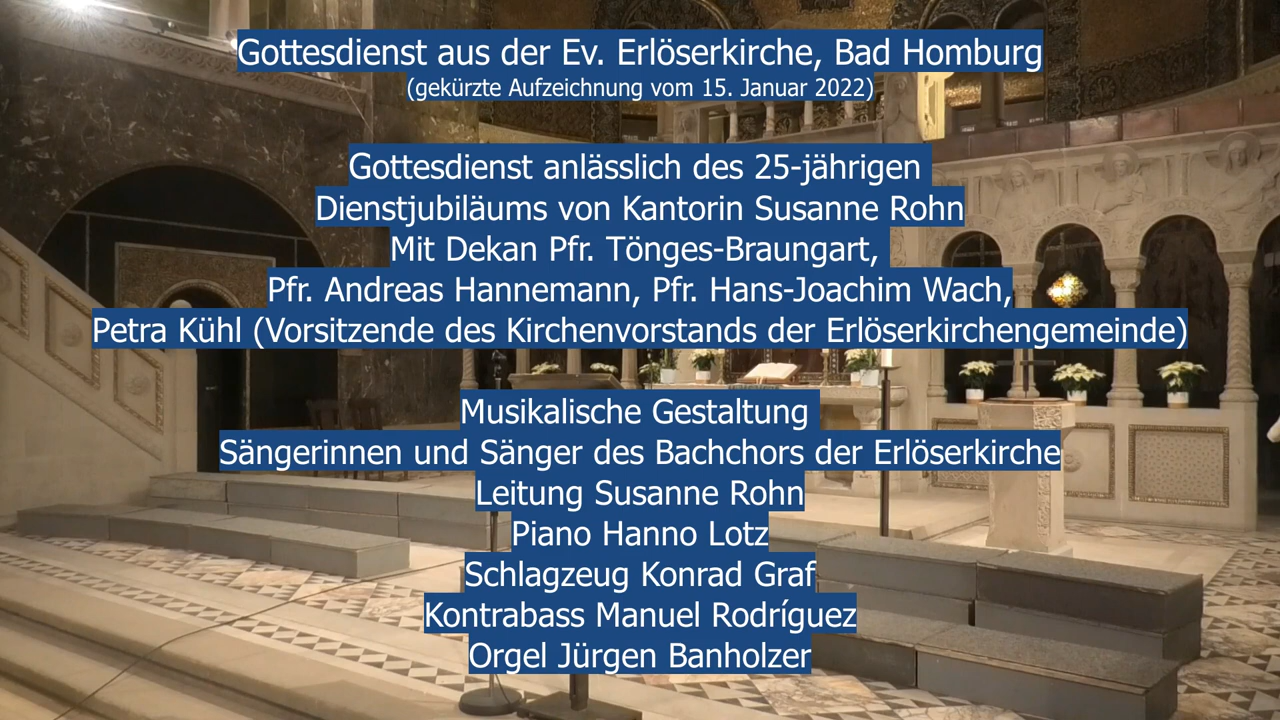 Gottesdienst aus der Ev. Erlöserkirche, Bad Homburg
(gekürzte Aufzeichnung vom 15. Januar 2022)
Gottesdienst anlässlich des 25-jährigen
Dienstjubiläums von Kantorin Susanne Rohn
Mit Dekan Pfr. Tönges-Braungart,
Pfr. Andreas Hannemann, Pfr. Hans-Joachim Wach,
Petra Kühl (Vorsitzende des Kirchenvorstands der Erlöserkirchengemeinde)
Musikalische Gestaltung
Sängerinnen und Sänger des Bachchors der Erlöserkirche
Leitung Susanne Rohn
Piano Hanno Lotz
Schlagzeug Konrad Graf
Kontrabass Manuel Rodríguez
Orgel Jürgen Banholzer